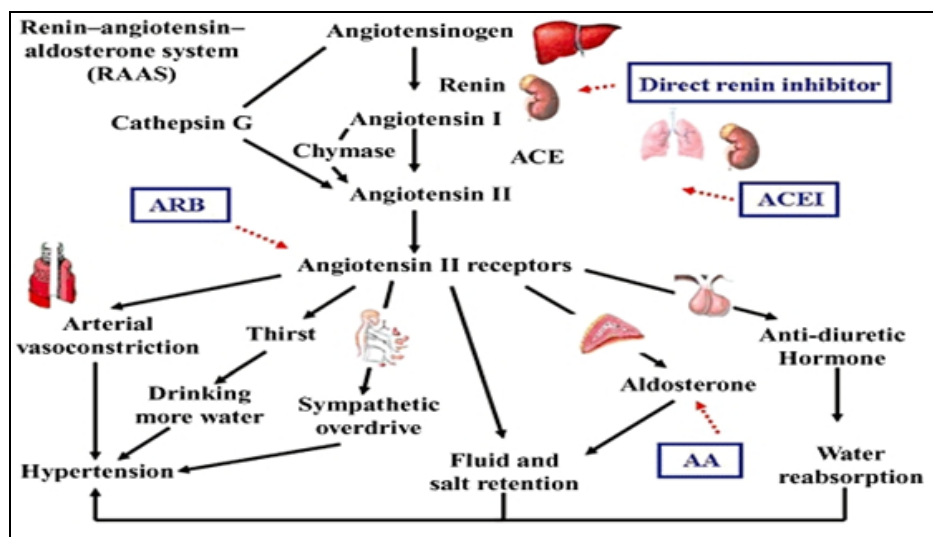 Renin–angiotensin–
aldosterone system
(RAAS)
Angiotensinogen
Renin
Direct renin inhibitor
Cathepsin G
Angiotensin I
Chymase
ACE
Angiotensin II
ACEI
ARB
Angiotensin II receptors
Arterial
vasoconstriction
Thirst
Anti-diuretic
Hormone
Drinking
more water
Sympathetic
overdrive
Aldosterone
Hypertension
Fluid and
salt retention
AA
Water
reabsorption